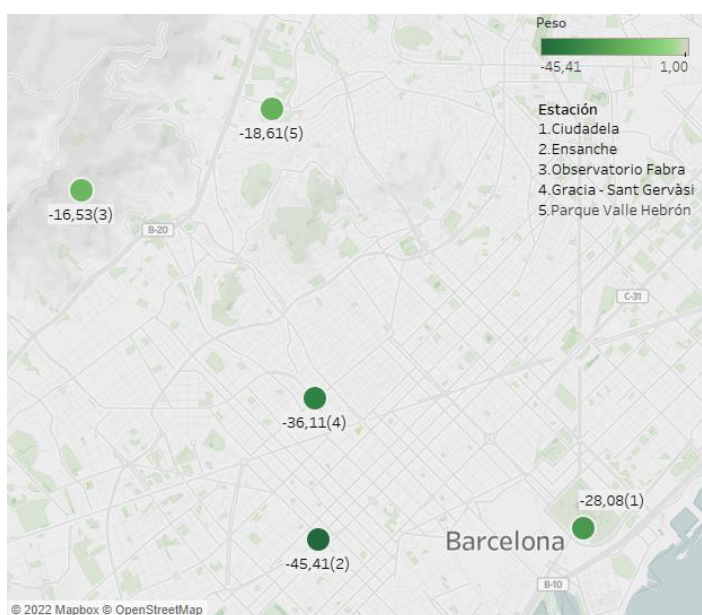 Peso
-45,41 1,00
Estación
1.Ciudadela
2.Ensanche
3.Observatorio Fabra
4.Gracia - Sant Gervàsi
5.Parque Valle Hebrón
-18,61(5)
-16,53(3)
B-20
C-31
-36,11(4)
-28,08(1)
Barcelona
-45,41(2)
B-10
© 2022 Mapbox © OpenStreetMap